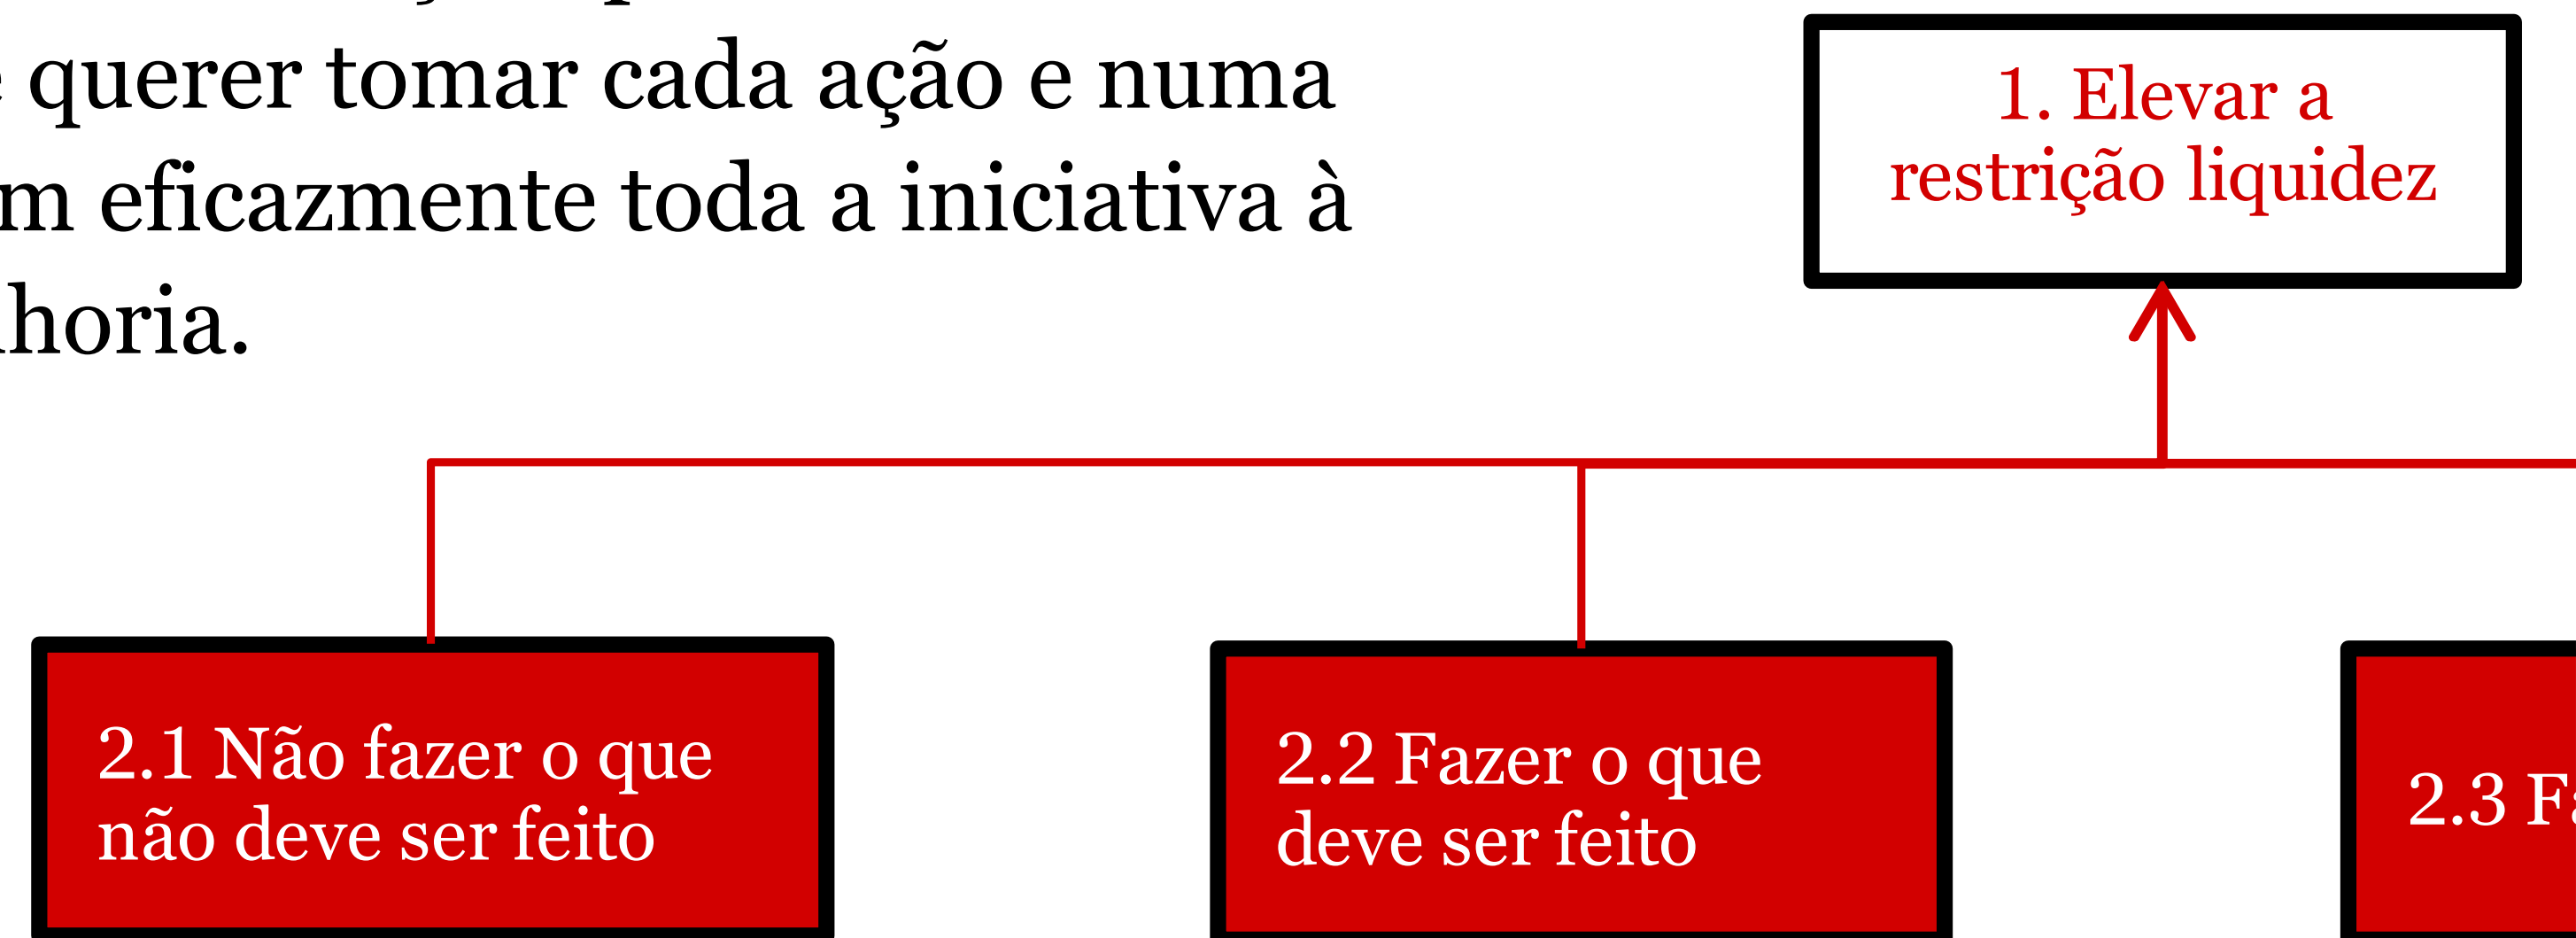 querer tomar cada ação e numa
eficazmente toda a iniciativa à
1. Elevar a
restrição liquidez
2.1 Não fazer o que
não deve ser feito
2.2 Fazer o que
deve ser feito
2.3